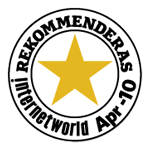 REKOMMENDERAS
internetworld Apr-10